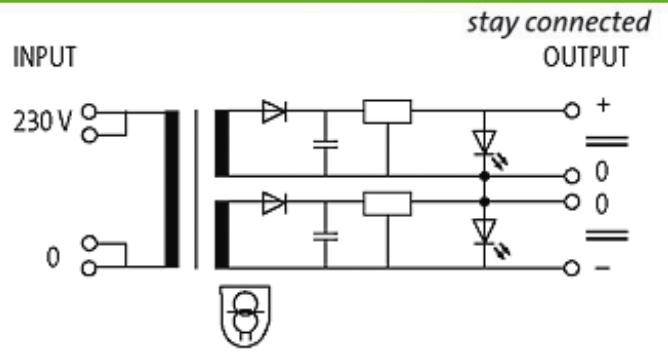 stay connected
INPUT OUTPUT
230 V +
0
0
0 –